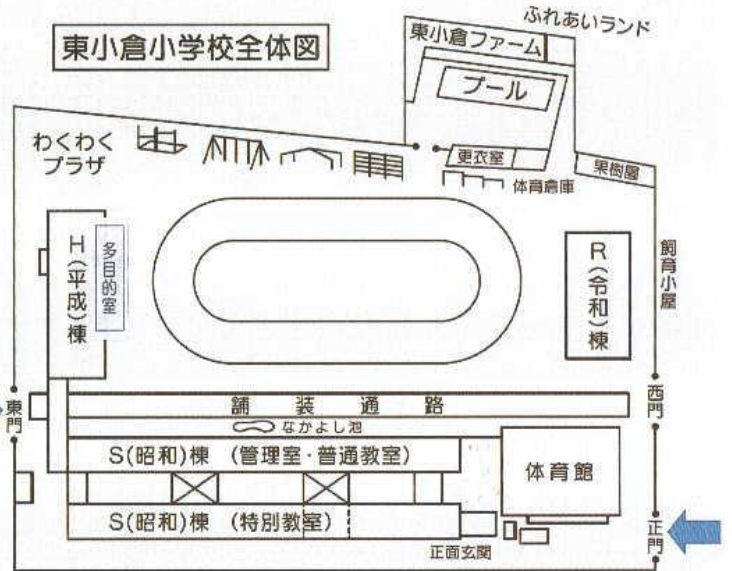 東小倉小学校全体図
ふれあいランド
東小倉ファーム
プール
わくわく
プラザ
更衣室
果樹園
体育倉庫
H(平成)棟
多目的室
R(令和)棟
飼育小屋
舗装通路
東門
西門
なかよし池
S(昭和)棟 (管理室・普通教室)
体育館
S(昭和)棟 (特別教室)
正面玄関
正門